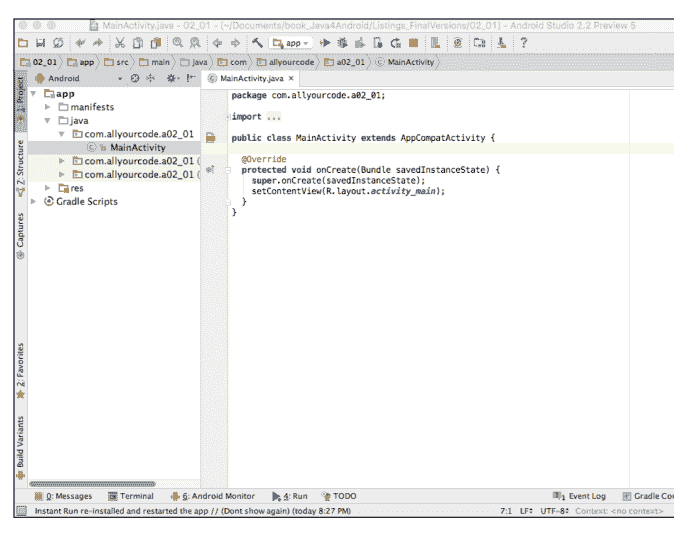 MainActivity.java - 02_01 - [~/Documents/book_Java4Android/Listings_FinalVersions/02_01] - Android Studio 2.2 Preview 5
app
02_01 app src main java com allyourcode a02_01 MainActivity
Android
MainActivity.java ×
1: Project
app
manifests
java
com.allyourcode.a02_01
MainActivity
com.allyourcode.a02_01 (
com.allyourcode.a02_01 (
res
Gradle Scripts
package com.allyourcode.a02_01;
import ...
public class MainActivity extends AppCompatActivity {
@Override
protected void onCreate(Bundle savedInstanceState) {
super.onCreate(savedInstanceState);
setContentView(R.layout.activity_main);
}
}
Z: Structure
Captures
2: Favorites
Build Variants
0: Messages Terminal 6: Android Monitor 4: Run TODO 1 Event Log Gradle Con
Instant Run re-installed and restarted the app // (Dont show again) (today 8:27 PM) 7:1 LF÷ UTF-8÷ Context: <no context>